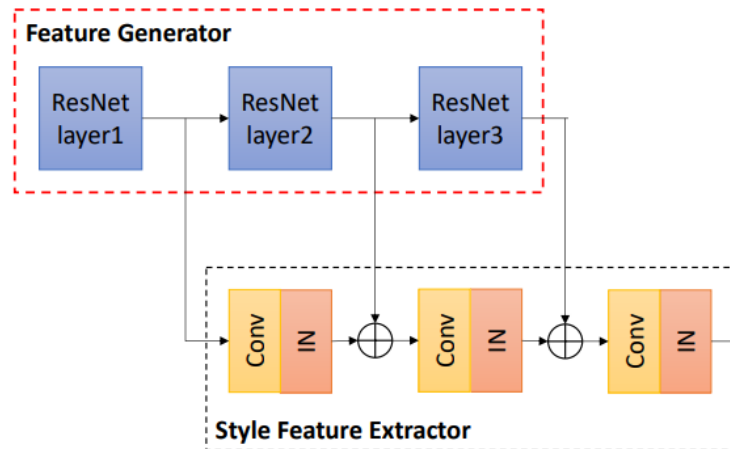 Feature Generator
ResNet
layer1
ResNet
layer2
ResNet
layer3
Conv
IN
Conv
IN
Conv
IN
Style Feature Extractor